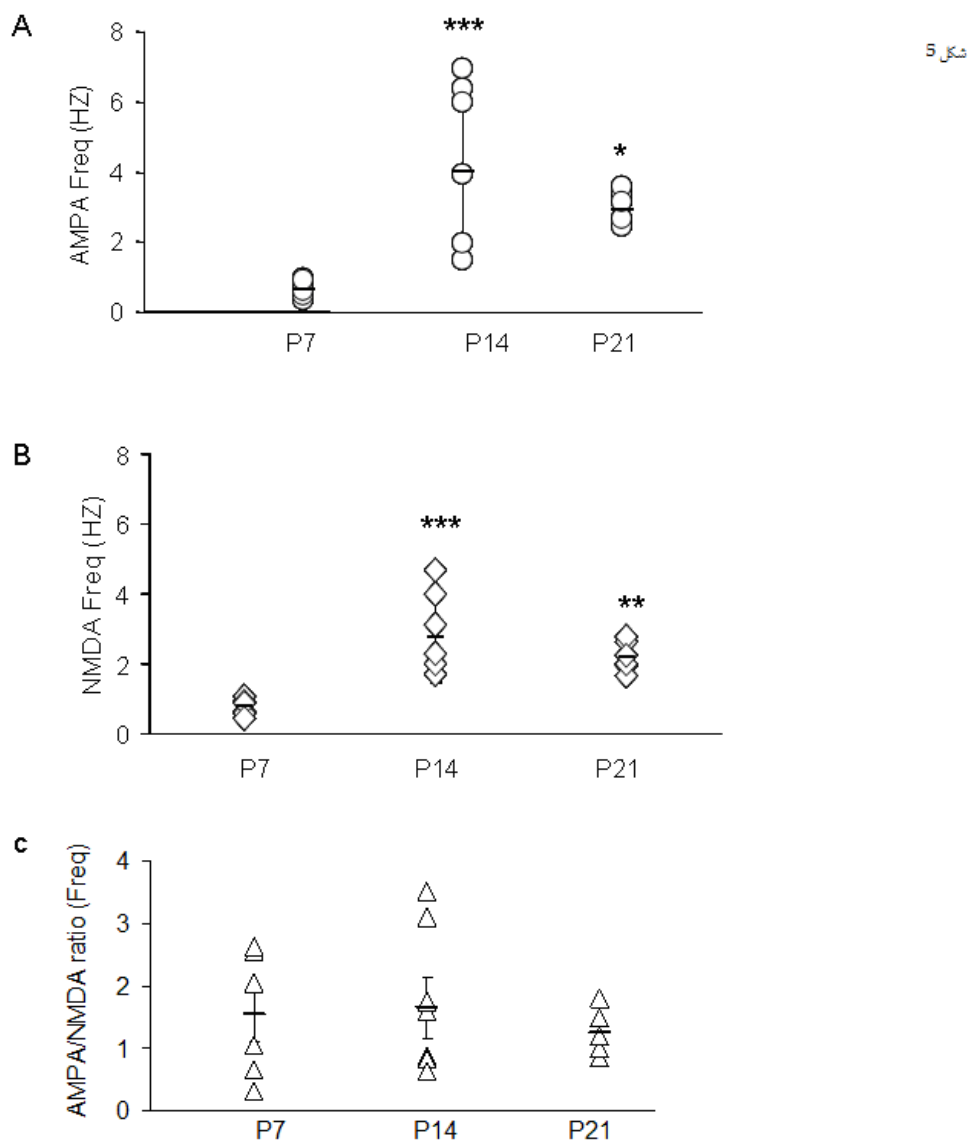 شكل 5
A
AMPA Freq (HZ)
8
6
4
2
0
***
*
P7 P14 P21
B
NMDA Freq (HZ)
8
6
4
2
0
***
**
P7 P14 P21
c
AMPA/NMDA ratio (Freq)
4
3
2
1
0
P7 P14 P21